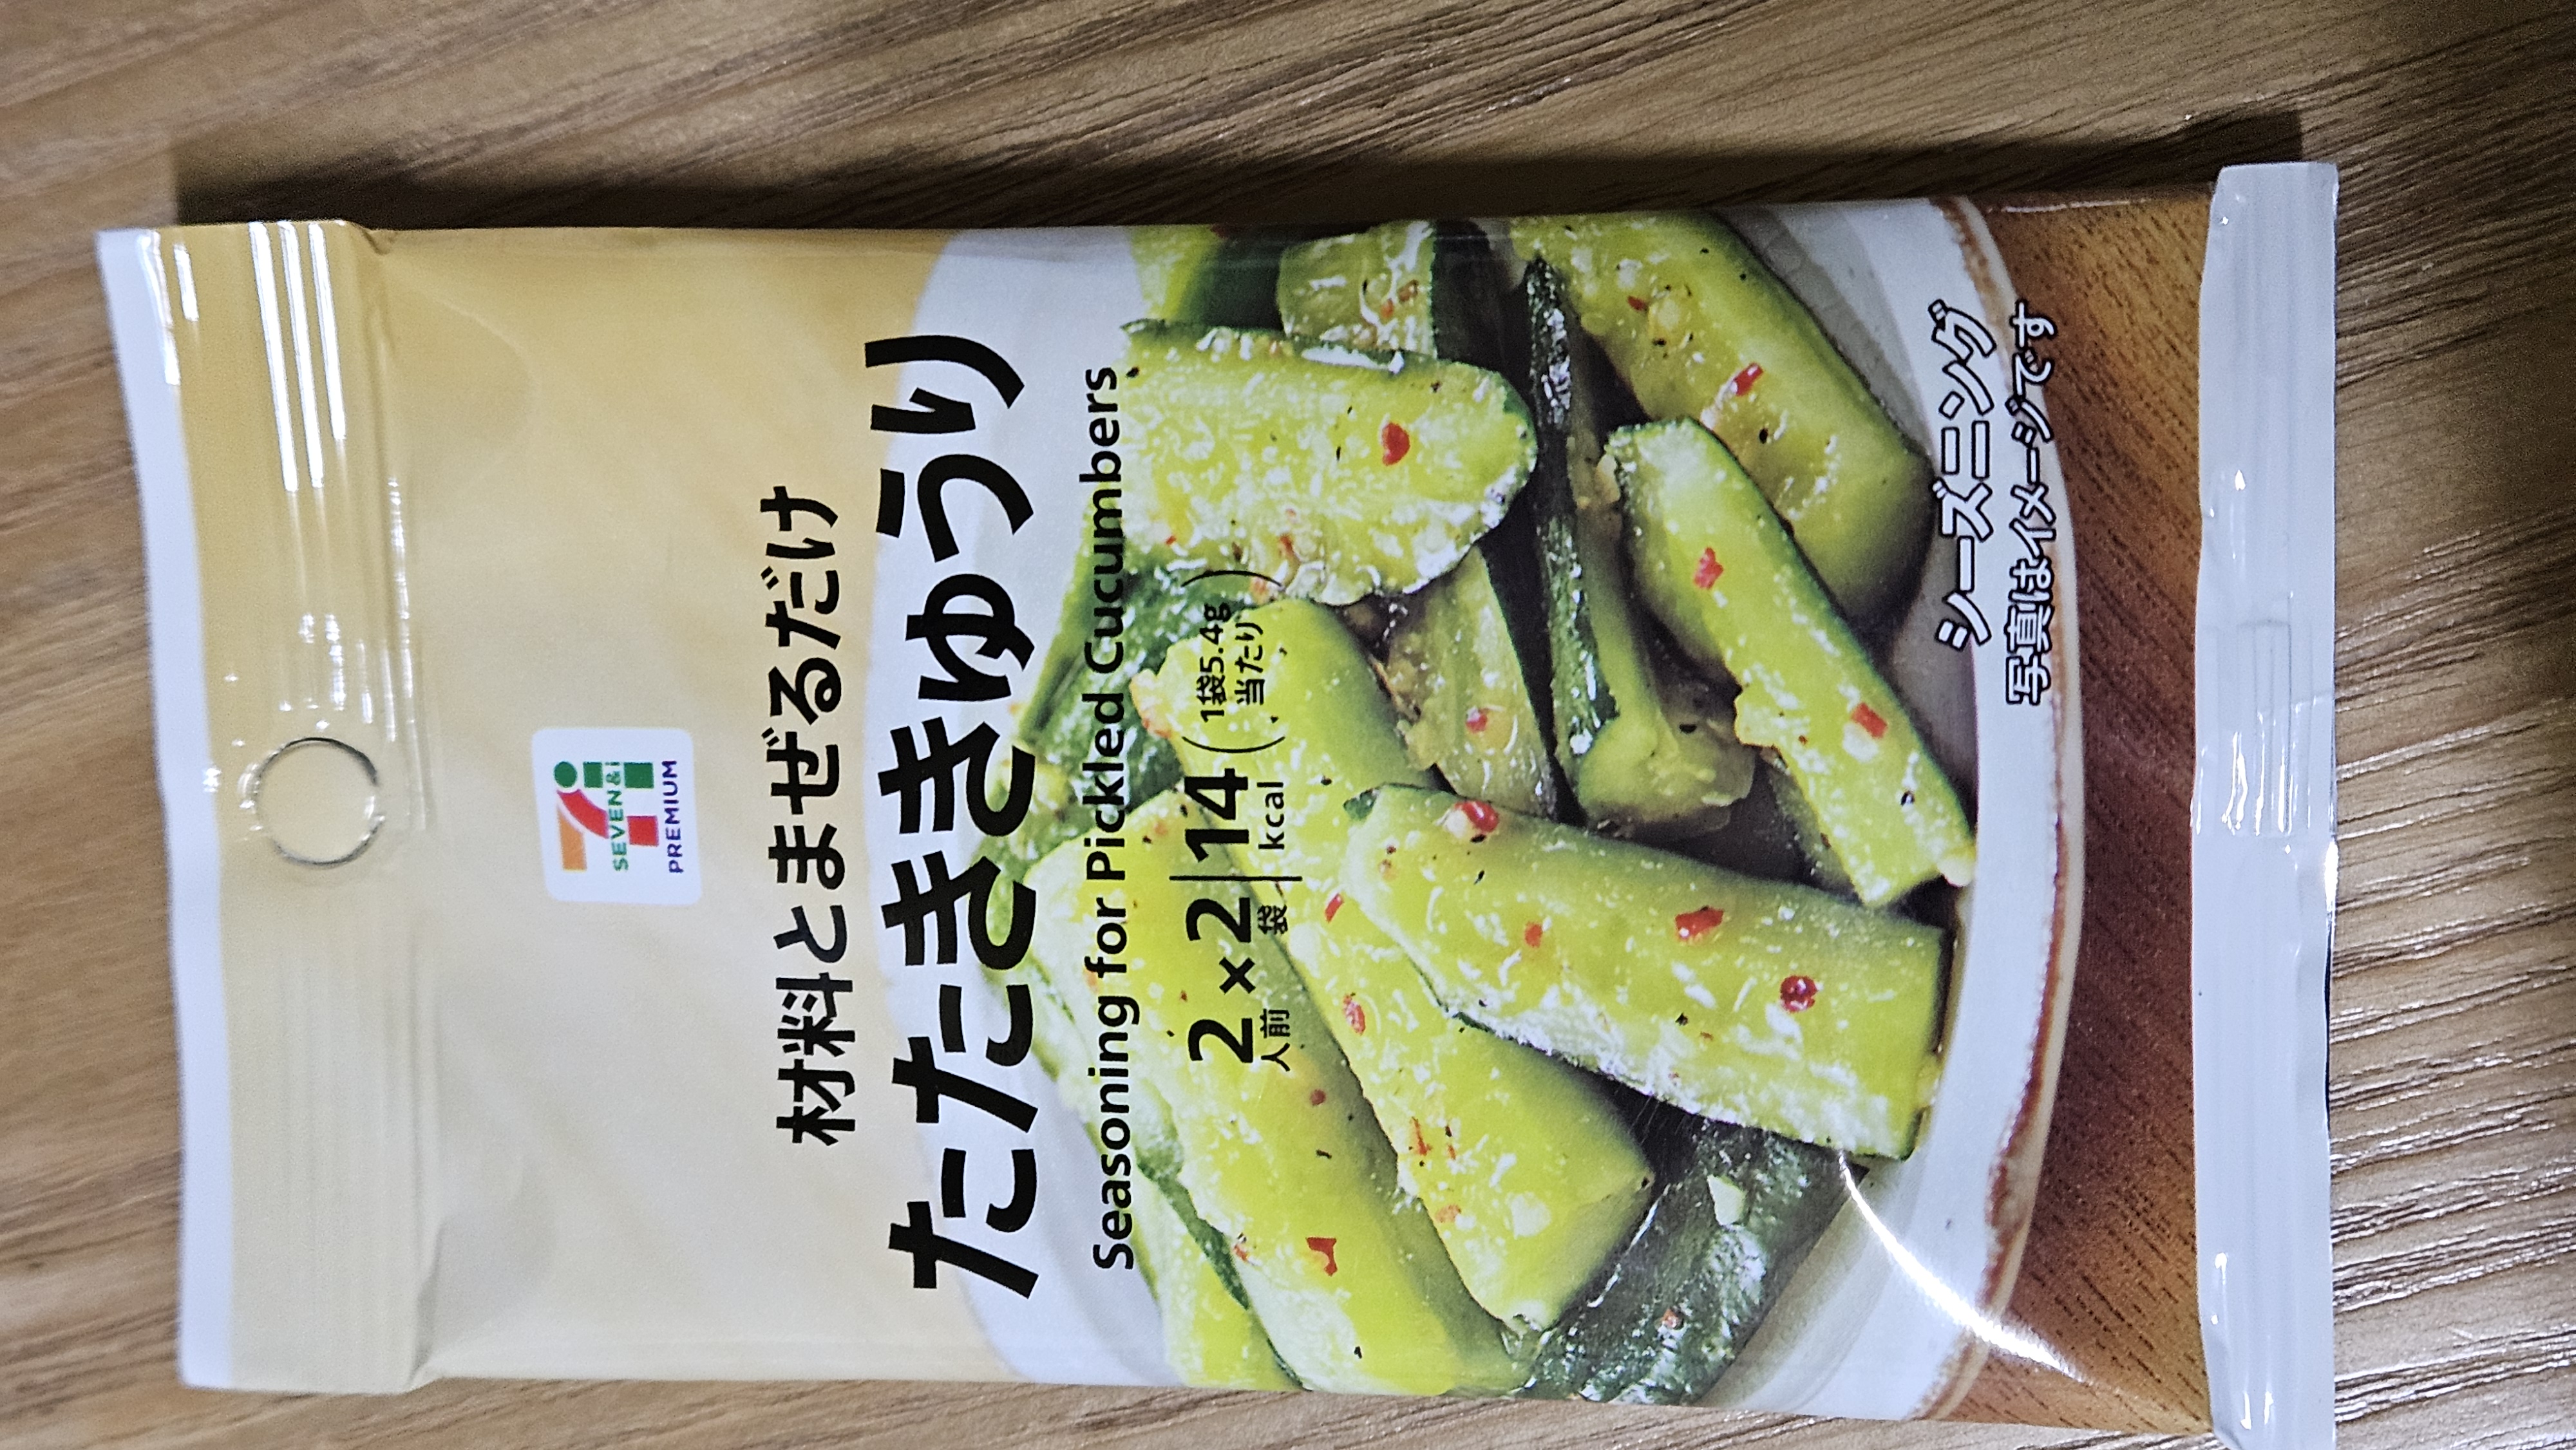 SEVEN&i
PREMIUM
材料とまぜるだけ
たたききゅうり
Seasoning for Pickled Cucumbers
2人前×2袋
14kcal(1袋5.4g当たり)
シーズニング
写真はイメージです